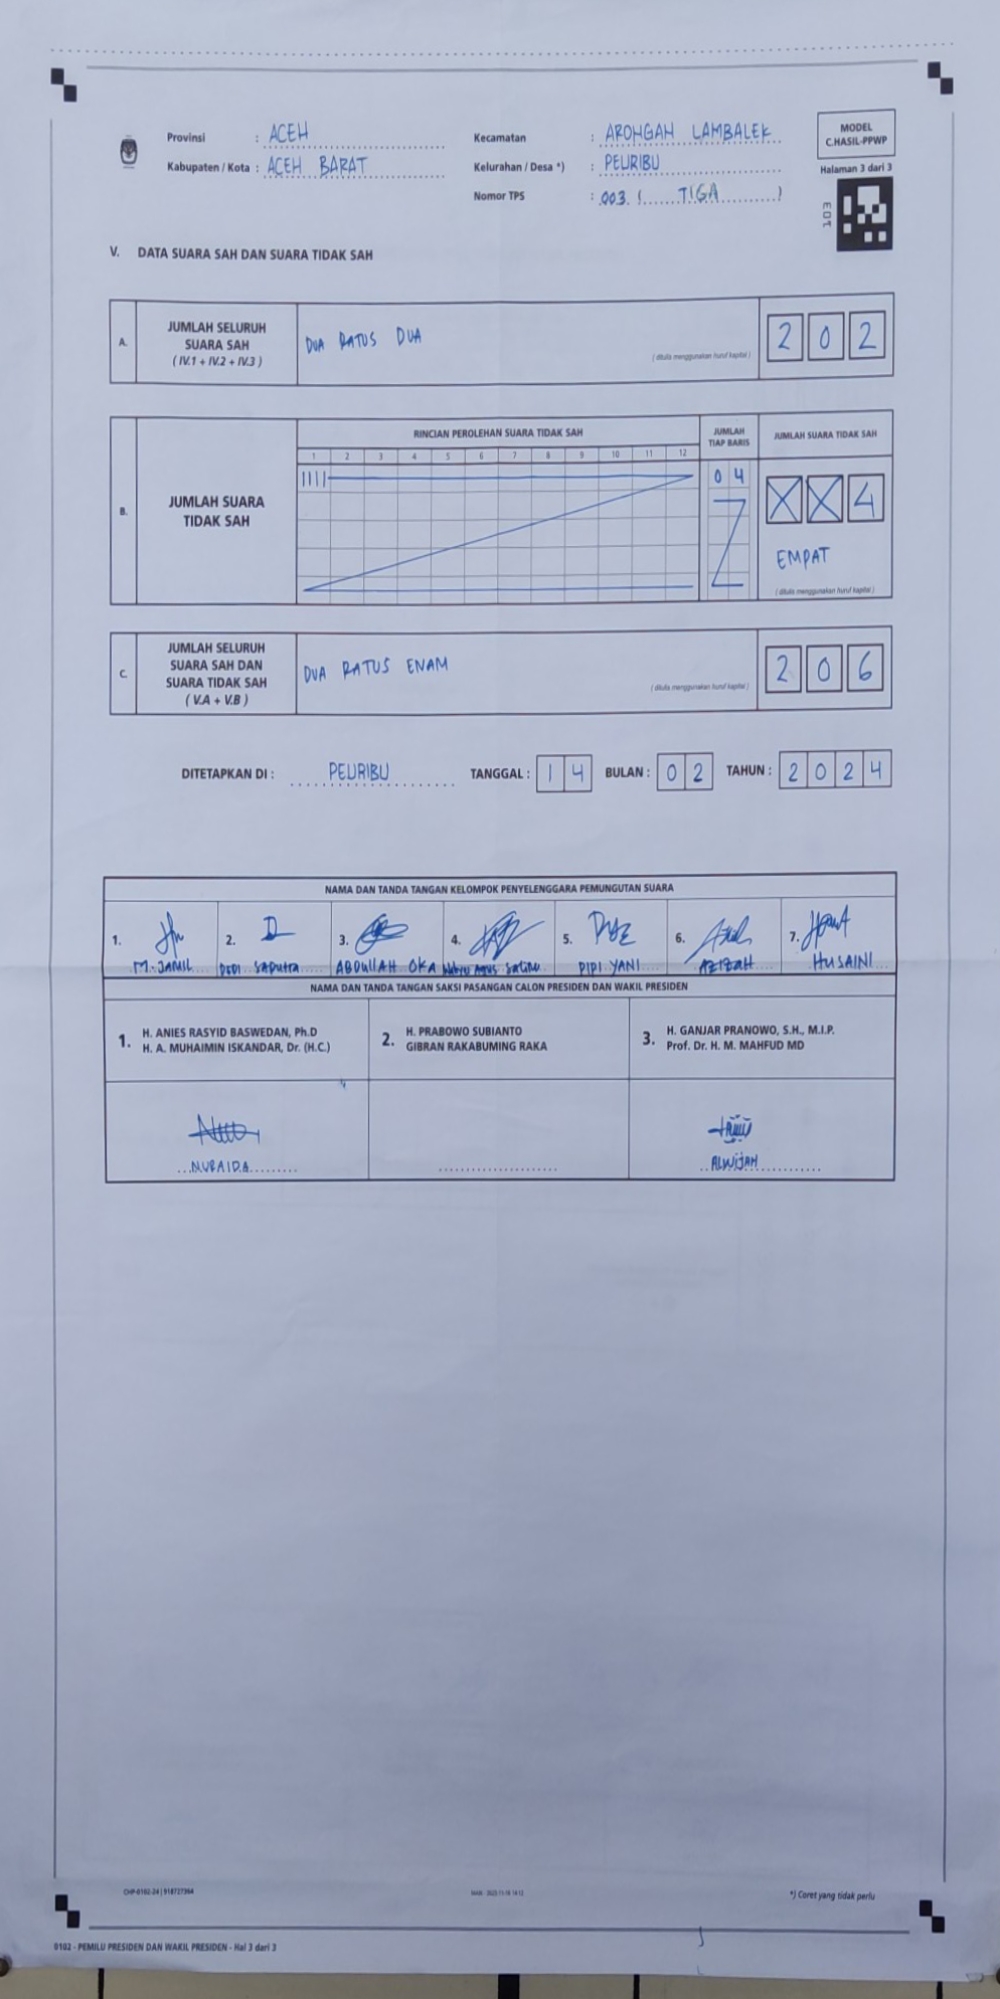 Provinsi : ACEH
Kabupaten / Kota : ACEH BARAT
Kecamatan : AROHGAH LAMBALEK
Kelurahan / Desa *) : PEURIBU
Nomor TPS : 003 (......TIGA..........)
MODEL
C.HASIL-PPWP
Halaman 3 dari 3
E01
V. DATA SUARA SAH DAN SUARA TIDAK SAH
A. JUMLAH SELURUH
SUARA SAH
( IV.1 + IV.2 + IV.3 )
DUA RATUS DUA
( ditulis menggunakan huruf kapital )
2 0 2
B. JUMLAH SUARA
TIDAK SAH
RINCIAN PEROLEHAN SUARA TIDAK SAH
1 2 3 4 5 6 7 8 9 10 11 12
JUMLAH
TIAP BARIS
0 4
JUMLAH SUARA TIDAK SAH
X X 4
EMPAT
( ditulis menggunakan huruf kapital )
C. JUMLAH SELURUH
SUARA SAH DAN
SUARA TIDAK SAH
( V.A + V.B )
DUA RATUS ENAM
( ditulis menggunakan huruf kapital )
2 0 6
DITETAPKAN DI : PEURIBU TANGGAL : 1 4 BULAN : 0 2 TAHUN : 2 0 2 4
NAMA DAN TANDA TANGAN KELOMPOK PENYELENGGARA PEMUNGUTAN SUARA
1. 2. 3. 4. 5. 6. 7.
M. JAMIL DEDI SAPUTRA ABDULLAH OKA PIPI YANI AZIZAH HUSAINI
NAMA DAN TANDA TANGAN SAKSI PASANGAN CALON PRESIDEN DAN WAKIL PRESIDEN
1. H. ANIES RASYID BASWEDAN, Ph.D
H. A. MUHAIMIN ISKANDAR, Dr. (H.C.)
2. H. PRABOWO SUBIANTO
GIBRAN RAKABUMING RAKA
3. H. GANJAR PRANOWO, S.H., M.I.P.
Prof. Dr. H. M. MAHFUD MD
NURAIDA
ALWIJAH
CHP-0102-24 | 918727394
*) Coret yang tidak perlu
0102 - PEMILU PRESIDEN DAN WAKIL PRESIDEN - Hal 3 dari 3